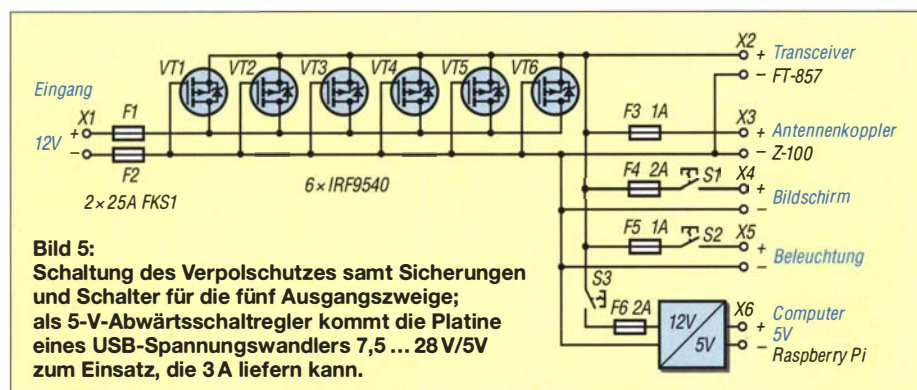 VT1 VT2 VT3 VT4 VT5 VT6
Eingang
X1
+
12V
−
F1
F2
2×25A FKS1
6×IRF9540
X2
+ Transceiver
− FT-857
F3 1A
X3
+ Antennenkoppler
− Z-100
F4 2A
S1
X4
+ Bildschirm
−
F5 1A
S2
X5
+ Beleuchtung
−
S3
F6 2A
12V
5V
X6
+ Computer
5V
− Raspberry Pi
Bild 5:
Schaltung des Verpolschutzes samt Sicherungen
und Schalter für die fünf Ausgangszweige;
als 5-V-Abwärtsschaltregler kommt die Platine
eines USB-Spannungswandlers 7,5 ... 28 V/5V
zum Einsatz, die 3 A liefern kann.